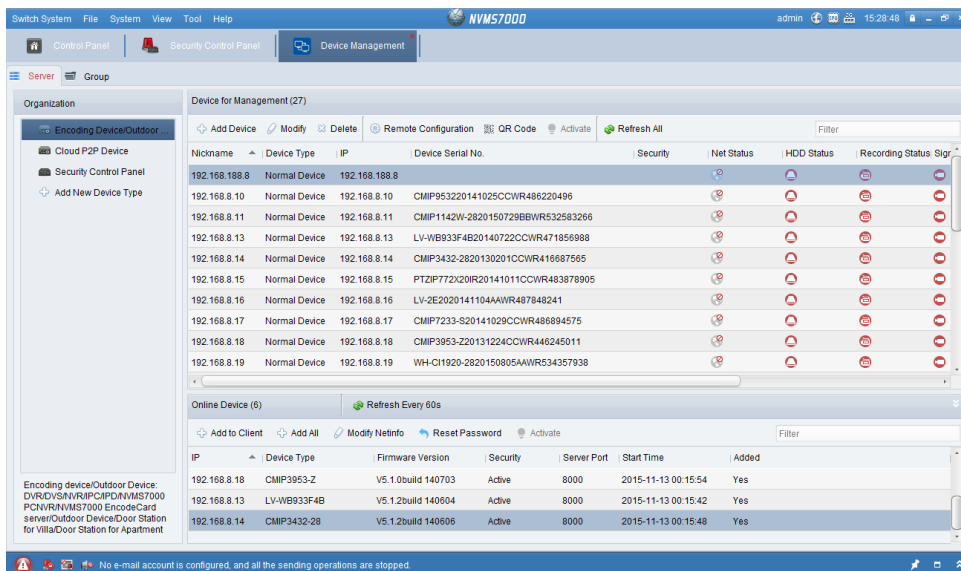 Switch System File System View Tool Help NVMS7000 admin 15:28:48
Control Panel Security Control Panel Device Management
Server Group
Organization
Encoding Device/Outdoor ...
Cloud P2P Device
Security Control Panel
Add New Device Type
Encoding device/Outdoor Device:
DVR/DVS/NVR/IPC/IPD/NVMS7000
PCNVR/NVMS7000 EncodeCard
server/Outdoor Device/Door Station
for Villa/Door Station for Apartment
Device for Management (27)
Add Device Modify Delete Remote Configuration QR Code Activate Refresh All Filter
Nickname Device Type IP Device Serial No. Security Net Status HDD Status Recording Status Sigr
192.168.188.8 Normal Device 192.168.188.8
192.168.8.10 Normal Device 192.168.8.10 CMIP953220141025CCWR486220496
192.168.8.11 Normal Device 192.168.8.11 CMIP1142W-2820150729BBWR532583266
192.168.8.13 Normal Device 192.168.8.13 LV-WB933F4B20140722CCWR471856988
192.168.8.14 Normal Device 192.168.8.14 CMIP3432-2820130201CCWR416687565
192.168.8.15 Normal Device 192.168.8.15 PTZIP772X20IR20141011CCWR483878905
192.168.8.16 Normal Device 192.168.8.16 LV-2E2020141104AAWR487848241
192.168.8.17 Normal Device 192.168.8.17 CMIP7233-S20141029CCWR486894575
192.168.8.18 Normal Device 192.168.8.18 CMIP3953-Z20131224CCWR446245011
192.168.8.19 Normal Device 192.168.8.19 WH-CI1920-2820150805AAWR534357938
Online Device (6) Refresh Every 60s
Add to Client Add All Modify Netinfo Reset Password Activate Filter
IP Device Type Firmware Version Security Server Port Start Time Added
192.168.8.18 CMIP3953-Z V5.1.0build 140703 Active 8000 2015-11-13 00:15:54 Yes
192.168.8.13 LV-WB933F4B V5.1.2build 140604 Active 8000 2015-11-13 00:15:42 Yes
192.168.8.14 CMIP3432-28 V5.1.2build 140606 Active 8000 2015-11-13 00:15:48 Yes
No e-mail account is configured, and all the sending operations are stopped.